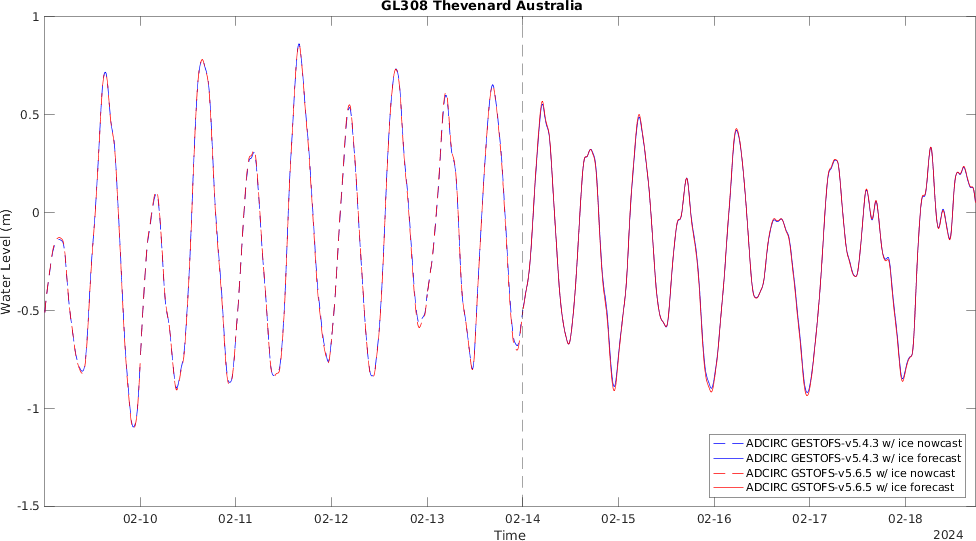 GL308 Thevenard Australia
1
0.5
0
-0.5
-1
-1.5
Water Level (m)
ADCIRC GESTOFS-v5.4.3 w/ ice nowcast
ADCIRC GESTOFS-v5.4.3 w/ ice forecast
ADCIRC GSTOFS-v5.6.5 w/ ice nowcast
ADCIRC GSTOFS-v5.6.5 w/ ice forecast
02-10 02-11 02-12 02-13 02-14 02-15 02-16 02-17 02-18
Time
2024